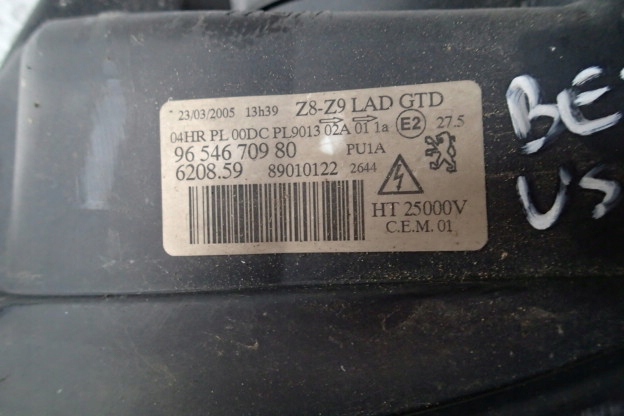 23/03/2005 13h39 Z8-Z9 LAD GTD
04HR PL 00DC PL9013 02A 01 1a E2 27.5
96 546 709 80 PU1A
6208.59 89010122 2644
HT 25000V
C.E.M. 01
US